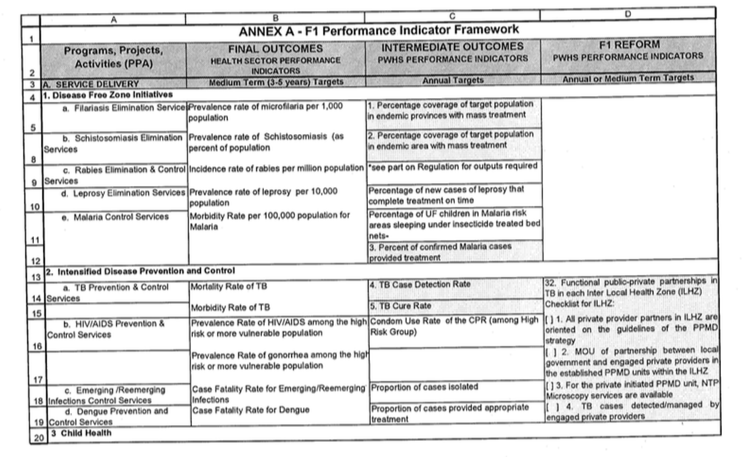 A B C D
1 ANNEX A - F1 Performance Indicator Framework
Programs, Projects, Activities (PPA)
FINAL OUTCOMES
HEALTH SECTOR PERFORMANCE INDICATORS
INTERMEDIATE OUTCOMES
PWHS PERFORMANCE INDICATORS
F1 REFORM
PWHS PERFORMANCE INDICATORS
2
3 A. SERVICE DELIVERY Medium Term (3-5 years) Targets Annual Targets Annual or Medium Term Targets
4 1. Disease Free Zone Initiatives
a. Filariasis Elimination Service Prevalence rate of microfilaria per 1,000 1. Percentage coverage of target population
population in endemic provinces with mass treatment
5
b. Schistosomiasis Elimination Prevalence rate of Schistosomiasis (as 2. Percentage coverage of target population
Services percent of population) in endemic area with mass treatment
8
c. Rabies Elimination & Control Incidence rate of rabies per million population *see part on Regulation for outputs required
9 Services
d. Leprosy Elimination Services Prevalence rate of leprosy per 10,000 Percentage of new cases of leprosy that
10 population complete treatment on time
e. Malaria Control Services Morbidity Rate per 100,000 population for Percentage of UF children in Malaria risk
Malaria areas sleeping under insecticide treated bed
11 nets-
3. Percent of confirmed Malaria cases
12 provided treatment
13 2. Intensified Disease Prevention and Control
a. TB Prevention & Control Mortality Rate of TB 4. TB Case Detection Rate 32. Functional public-private partnerships in
14 Services TB in each Inter Local Health Zone (ILHZ)
15 Morbidity Rate of TB 5. TB Cure Rate Checklist for ILHZ:
b. HIV/AIDS Prevention & Prevalence Rate of HIV/AIDS among the high Condom Use Rate of the CPR (among High [ ] 1. All private provider partners in ILHZ are
Control Services risk or more vulnerable population Risk Group) oriented on the guidelines of the PPMD
16 strategy
Prevalence Rate of gonorrhea among the high [ ] 2. MOU of partnership between local
risk or more vulnerable population government and engaged private providers in
17 the established PPMD units within the ILHZ
c. Emerging /Reemerging Case Fatality Rate for Emerging/Reemerging Proportion of cases isolated [ ] 3. For the private initiated PPMD unit, NTP
18 Infections Control Services Infections Microscopy services are available
d. Dengue Prevention and Case Fatality Rate for Dengue Proportion of cases provided appropriate [ ] 4. TB cases detected/managed by
19 Control Services treatment engaged private providers
20 3 Child Health